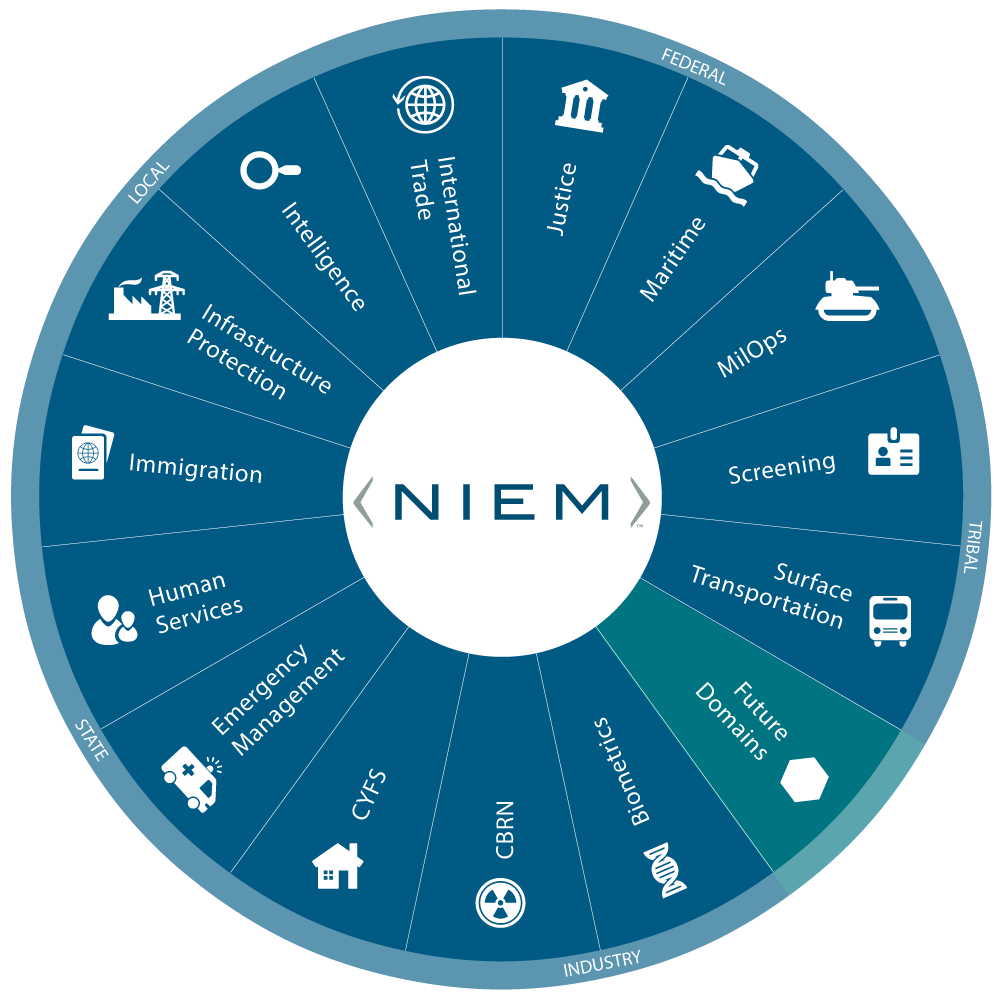 FEDERAL
TRIBAL
INDUSTRY
STATE
LOCAL
Justice
Maritime
MilOps
Screening
Surface
Transportation
Future
Domains
Biometrics
CBRN
CYFS
Emergency
Management
Human
Services
Immigration
Infrastructure
Protection
Intelligence
International
Trade
NIEM
TM